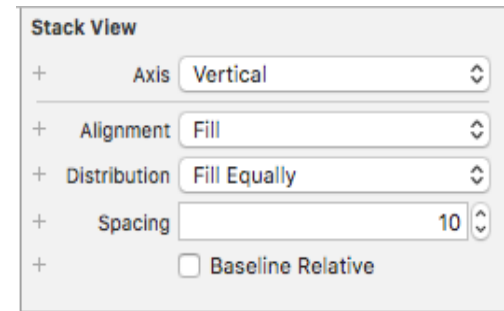 Stack View
+ Axis Vertical
+ Alignment Fill
+ Distribution Fill Equally
+ Spacing 10
+ Baseline Relative